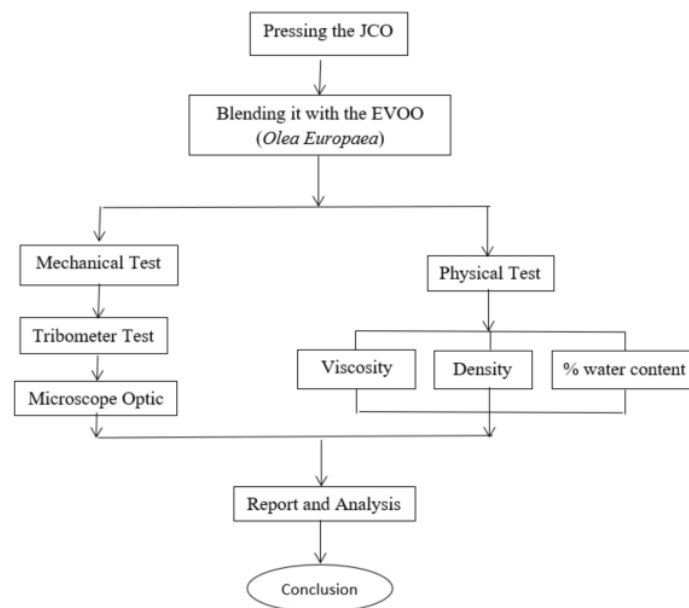 Pressing the JCO
Blending it with the EVOO
(Olea Europaea)
Mechanical Test
Physical Test
Tribometer Test
Viscosity
Density
% water content
Microscope Optic
Report and Analysis
Conclusion